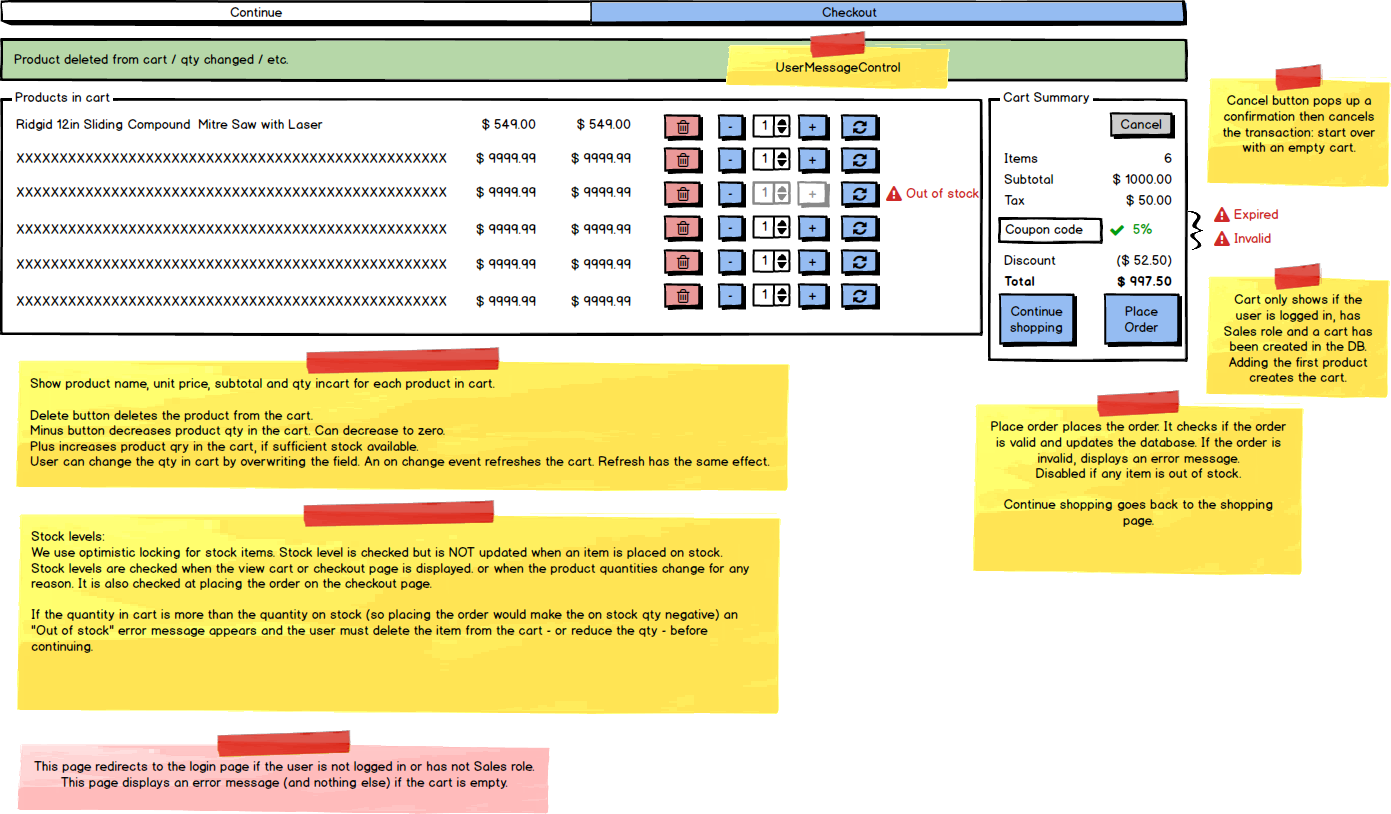 Continue
Checkout
Product deleted from cart / qty changed / etc.
UserMessageControl
Products in cart
Ridgid 12in Sliding Compound  Mitre Saw with Laser $ 549.00 $ 549.00 - 1 +
XXXXXXXXXXXXXXXXXXXXXXXXXXXXXXXXXXXXXXXXXXXXXXXXXX $ 9999.99 $ 9999.99 - 1 +
XXXXXXXXXXXXXXXXXXXXXXXXXXXXXXXXXXXXXXXXXXXXXXXXXX $ 9999.99 $ 9999.99 - 1 + Out of stock
XXXXXXXXXXXXXXXXXXXXXXXXXXXXXXXXXXXXXXXXXXXXXXXXXX $ 9999.99 $ 9999.99 - 1 +
XXXXXXXXXXXXXXXXXXXXXXXXXXXXXXXXXXXXXXXXXXXXXXXXXX $ 9999.99 $ 9999.99 - 1 +
XXXXXXXXXXXXXXXXXXXXXXXXXXXXXXXXXXXXXXXXXXXXXXXXXX $ 9999.99 $ 9999.99 - 1 +
Cart Summary
Cancel
Items 6
Subtotal $ 1000.00
Tax $ 50.00
Coupon code 5%
Discount ($ 52.50)
Total $ 997.50
Continue
shopping
Place
Order
Expired
Invalid
Cancel button pops up a
confirmation then cancels
the transaction: start over
with an empty cart.
Cart only shows if the
user is logged in, has
Sales role and a cart has
been created in the DB.
Adding the first product
creates the cart.
Show product name, unit price, subtotal and qty incart for each product in cart.
Delete button deletes the product from the cart.
Minus button decreases product qty in the cart. Can decrease to zero.
Plus increases product qry in the cart, if sufficient stock available.
User can change the qty in cart by overwriting the field. An on change event refreshes the cart. Refresh has the same effect.
Place order places the order. It checks if the order
is valid and updates the database. If the order is
invalid, displays an error message.
Disabled if any item is out of stock.
Continue shopping goes back to the shopping
page.
Stock levels:
We use optimistic locking for stock items. Stock level is checked but is NOT updated when an item is placed on stock.
Stock levels are checked when the view cart or checkout page is displayed. or when the product quantities change for any
reason. It is also checked at placing the order on the checkout page.
If the quantity in cart is more than the quantity on stock (so placing the order would make the on stock qty negative) an
"Out of stock" error message appears and the user must delete the item from the cart - or reduce the qty - before
continuing.
This page redirects to the login page if the user is not logged in or has not Sales role.
This page displays an error message (and nothing else) if the cart is empty.